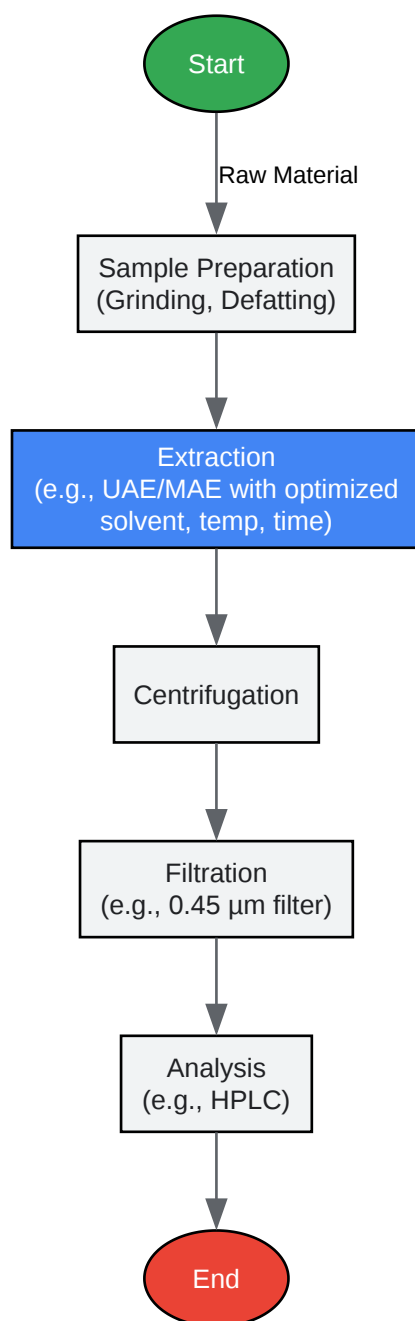 Start
Raw Material
Sample Preparation
(Grinding, Defatting)
Extraction
(e.g., UAE/MAE with optimized
solvent, temp, time)
Centrifugation
Filtration
(e.g., 0.45 µm filter)
Analysis
(e.g., HPLC)
End